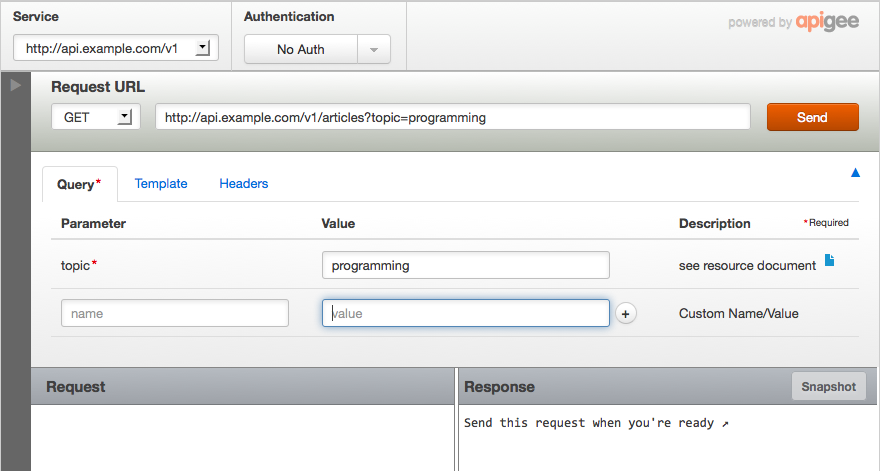 Service
Authentication
http://api.example.com/v1
No Auth
powered by apigee
Request URL
GET
http://api.example.com/v1/articles?topic=programming
Send
Query*
Template
Headers
Parameter
Value
Description
*Required
topic*
programming
see resource document
name
value
+
Custom Name/Value
Request
Response
Snapshot
Send this request when you're ready ↗